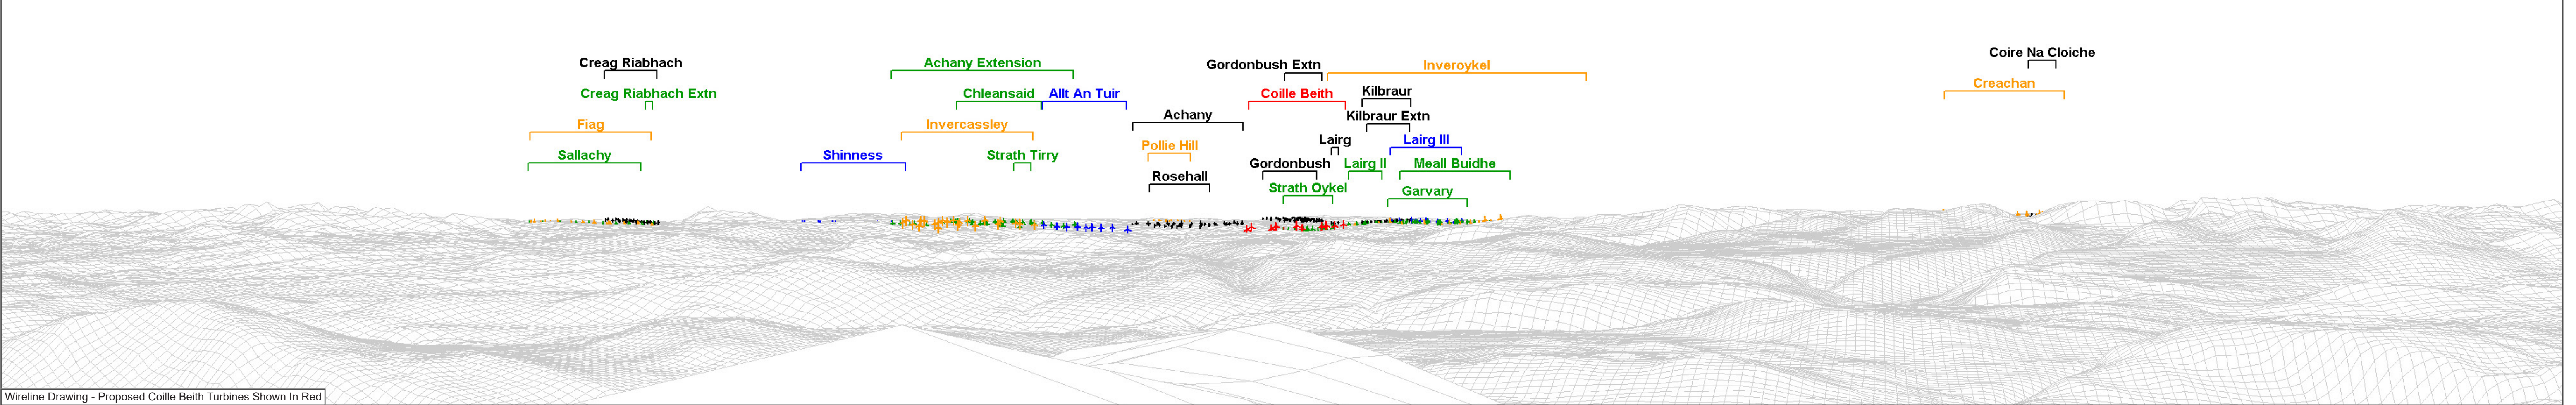 Creag Riabhach
Creag Riabhach Extn
Fiag
Sallachy
Shinness
Achany Extension
Chleansaid
Allt An Tuir
Invercassley
Strath Tirry
Achany
Pollie Hill
Rosehall
Gordonbush Extn
Inveroykel
Coille Beith
Kilbraur
Kilbraur Extn
Lairg
Lairg III
Gordonbush
Lairg II
Meall Buidhe
Strath Oykel
Garvary
Coire Na Cloiche
Creachan
Wireline Drawing - Proposed Coille Beith Turbines Shown In Red